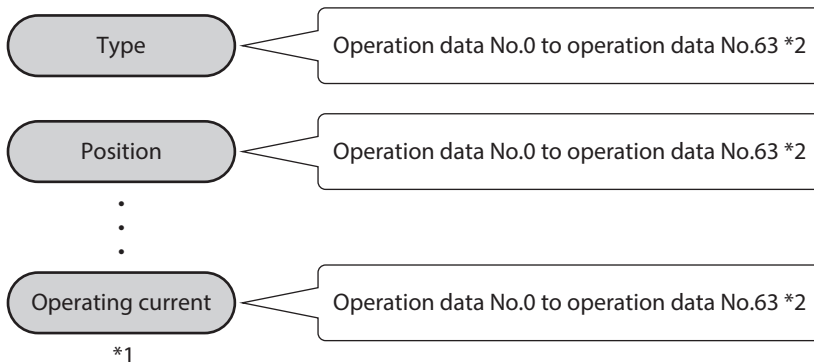 Type
Operation data No.0 to operation data No.63 *2
Position
Operation data No.0 to operation data No.63 *2
Operating current
Operation data No.0 to operation data No.63 *2
*1